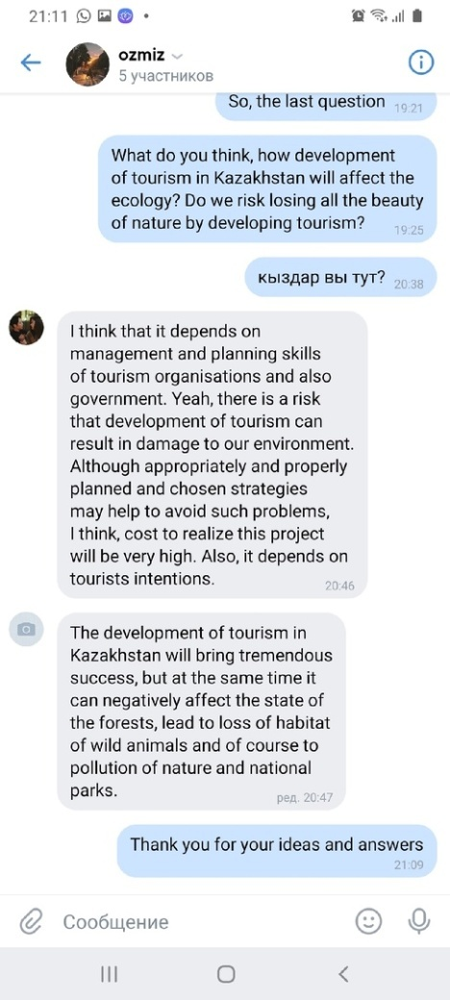 21:11
ozmiz
5 участников
So, the last question 19:21
What do you think, how development
of tourism in Kazakhstan will affect the
ecology? Do we risk losing all the beauty
of nature by developing tourism? 19:25
кыздар вы тут? 20:38
I think that it depends on
management and planning skills
of tourism organisations and also
government. Yeah, there is a risk
that development of tourism can
result in damage to our environment.
Although appropriately and properly
planned and chosen strategies
may help to avoid such problems,
I think, cost to realize this project
will be very high. Also, it depends on
tourists intentions. 20:46
The development of tourism in
Kazakhstan will bring tremendous
success, but at the same time it
can negatively affect the state of
the forests, lead to loss of habitat
of wild animals and of course to
pollution of nature and national
parks. ред. 20:47
Thank you for your ideas and answers
21:09
Сообщение